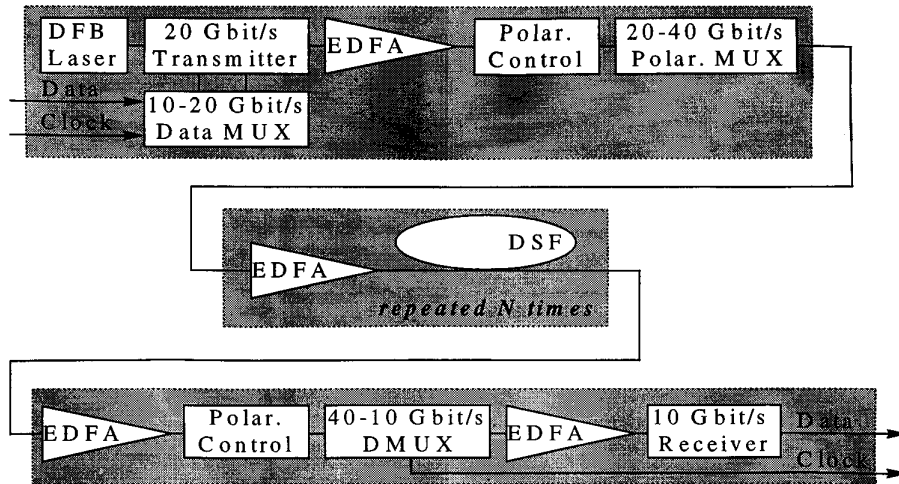 DFB
Laser
20 Gbit/s
Transmitter
EDFA
Polar.
Control
20-40 Gbit/s
Polar. MUX
Data
Clock
10-20 Gbit/s
Data MUX
EDFA
DSF
repeated N times
EDFA
Polar.
Control
40-10 Gbit/s
DMUX
EDFA
10 Gbit/s
Receiver
Data
Clock